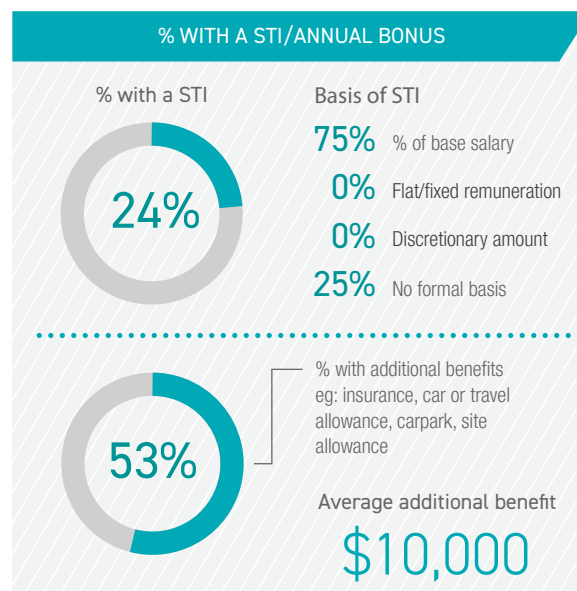 % WITH A STI/ANNUAL BONUS
% with a STI
24%
Basis of STI
75% % of base salary
0% Flat/fixed remuneration
0% Discretionary amount
25% No formal basis
53%
% with additional benefits
eg: insurance, car or travel
allowance, carpark, site
allowance
Average additional benefit
$10,000